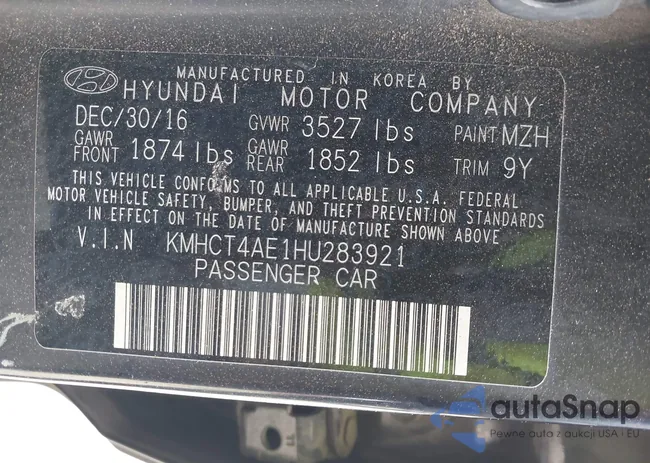 MANUFACTURED IN KOREA BY
HYUNDAI MOTOR COMPANY
DEC/30/16 GVWR 3527 lbs PAINT MZH
GAWR FRONT 1874 lbs GAWR REAR 1852 lbs TRIM 9Y
THIS VEHICLE CONFORMS TO ALL APPLICABLE U.S.A. FEDERAL
MOTOR VEHICLE SAFETY, BUMPER, AND THEFT PREVENTION STANDARDS
IN EFFECT ON THE DATE OF MANUFACTURE SHOWN ABOVE
V.I.N KMHCT4AE1HU283921
PASSENGER CAR
autoSnap
Pewne auta z aukcji USA i EU